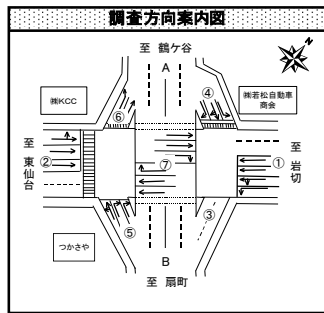 調査方向案内図
至 鶴ケ谷
N
A
㈱KCC
㈱若松自動車
商会
⑥
④
至
東仙台
②
⑦
至
岩切
①
⑤
③
つかさや
B
至 扇町